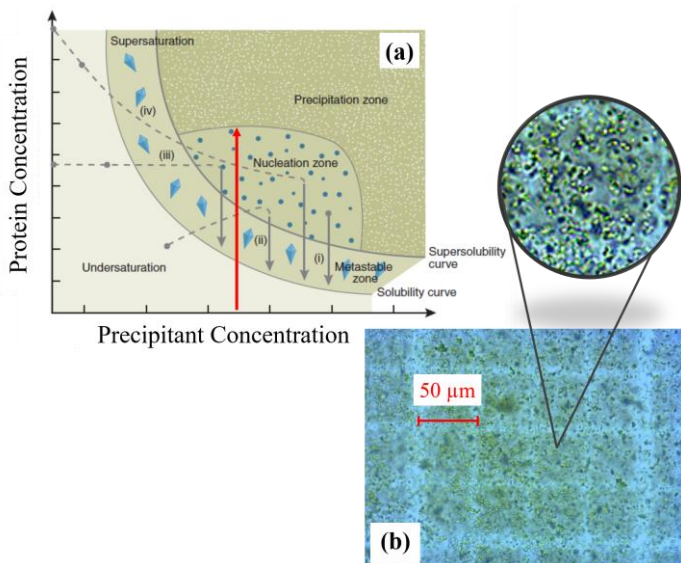 (a)
Supersaturation
Precipitation zone
(iv)
(iii)
Nucleation zone
(ii)
(i)
Undersaturation
Metastable
zone
Supersolubility
curve
Solubility curve
Protein Concentration
Precipitant Concentration
50 µm
(b)